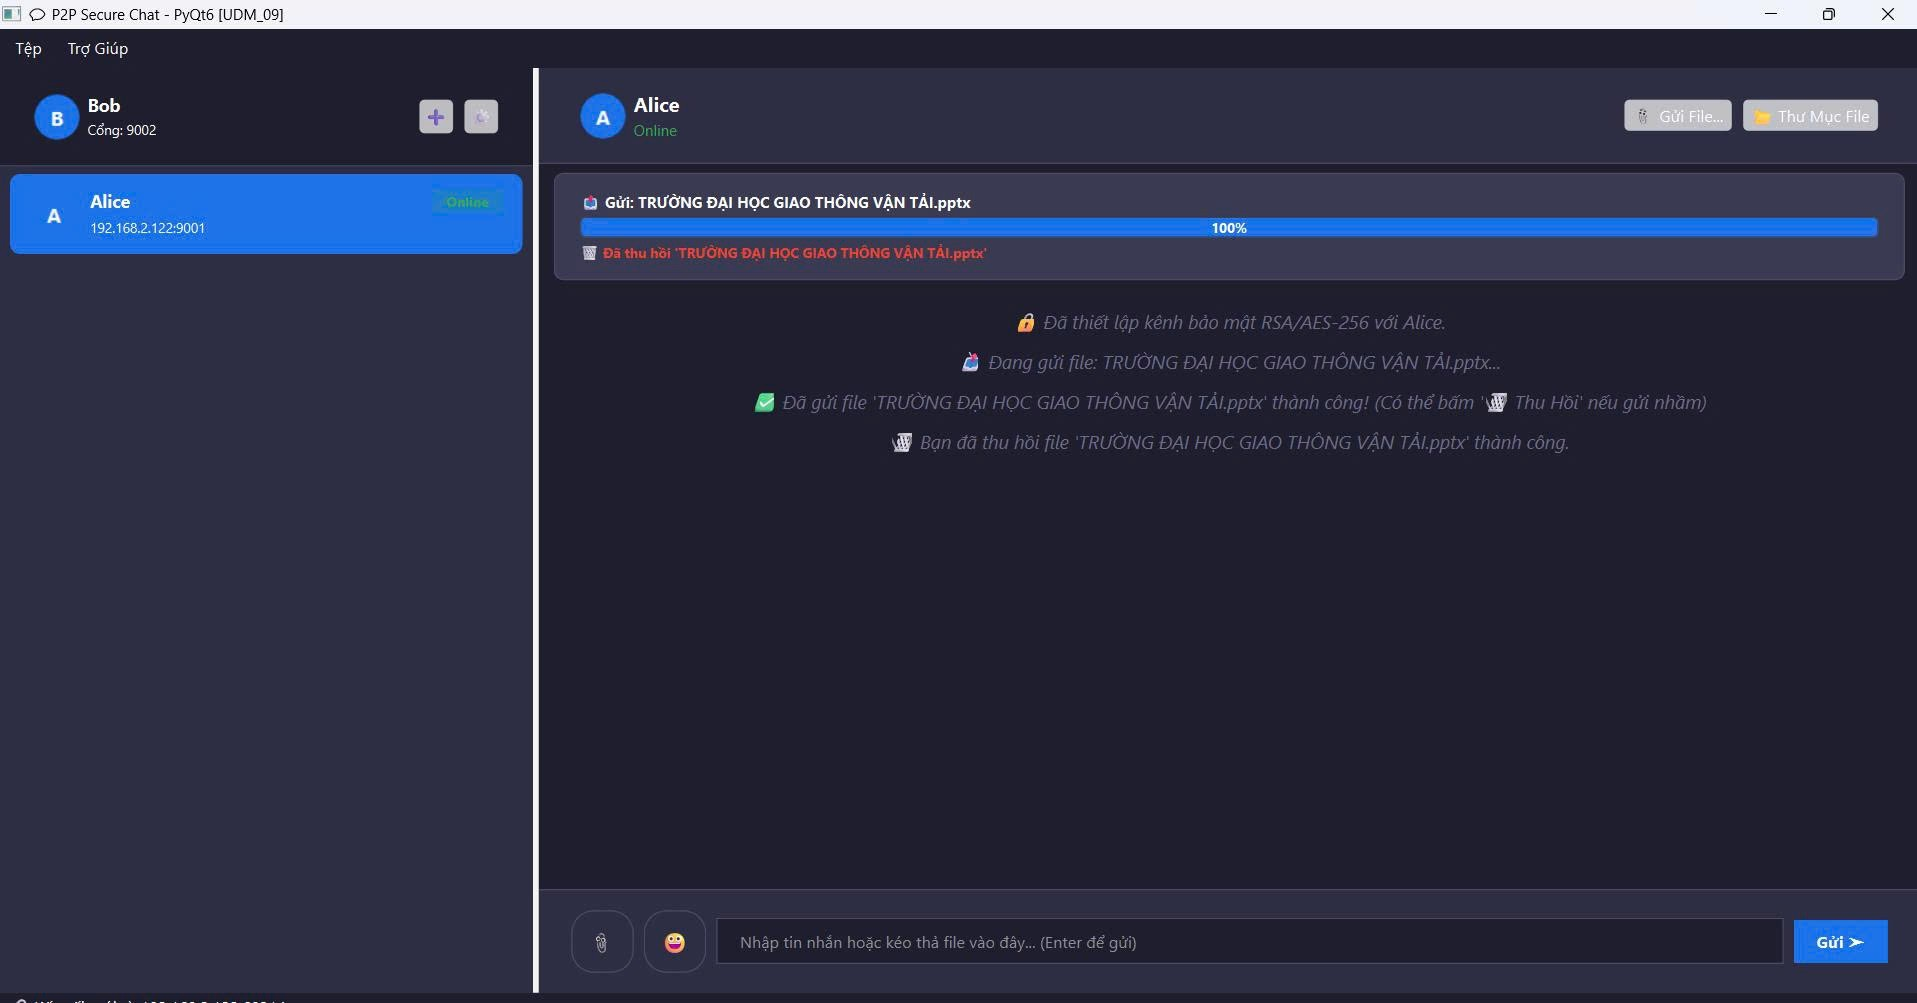 P2P Secure Chat - PyQt6 [UDM_09]
Tệp Trợ Giúp
B
Bob
Cổng: 9002
A
Alice
Online
192.168.2.122:9001
A
Alice
Online
Gửi File...
Thư Mục File
Gửi: TRƯỜNG ĐẠI HỌC GIAO THÔNG VẬN TẢI.pptx
100%
Đã thu hồi 'TRƯỜNG ĐẠI HỌC GIAO THÔNG VẬN TẢI.pptx'
Đã thiết lập kênh bảo mật RSA/AES-256 với Alice.
Đang gửi file: TRƯỜNG ĐẠI HỌC GIAO THÔNG VẬN TẢI.pptx...
Đã gửi file 'TRƯỜNG ĐẠI HỌC GIAO THÔNG VẬN TẢI.pptx' thành công! (Có thể bấm '🗑 Thu Hồi' nếu gửi nhầm)
Bạn đã thu hồi file 'TRƯỜNG ĐẠI HỌC GIAO THÔNG VẬN TẢI.pptx' thành công.
Nhập tin nhắn hoặc kéo thả file vào đây... (Enter để gửi)
Gửi ➤